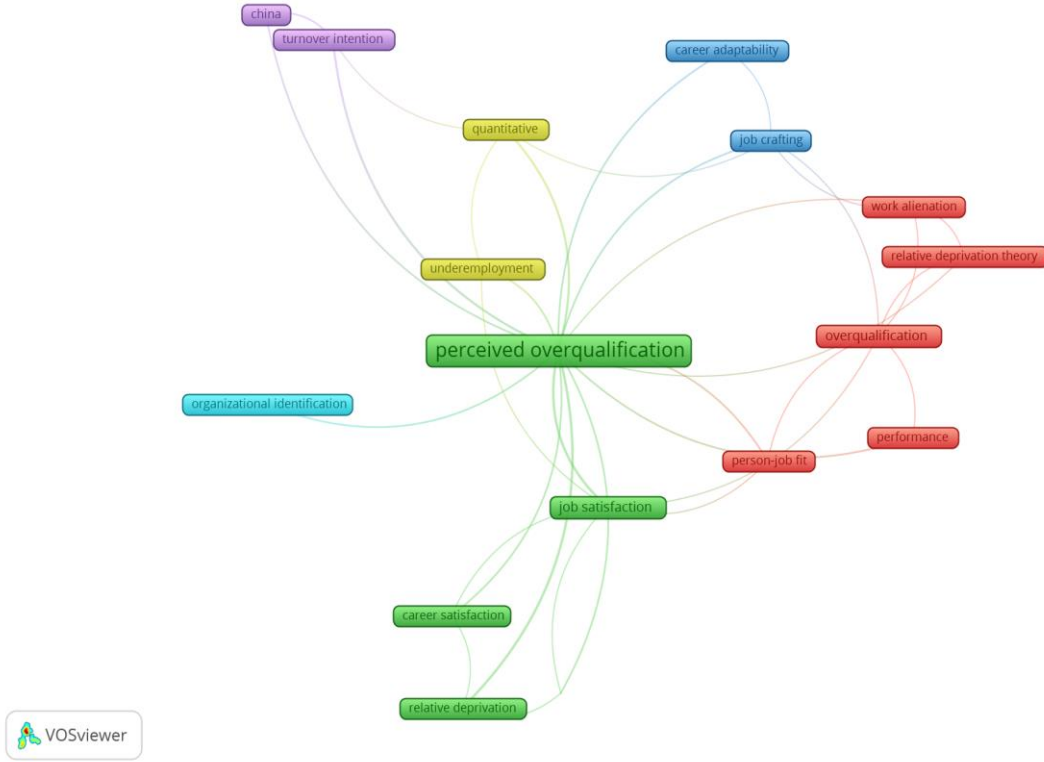 china
turnover intention
career adaptability
quantitative
job crafting
work alienation
relative deprivation theory
underemployment
overqualification
perceived overqualification
organizational identification
performance
person-job fit
job satisfaction
career satisfaction
relative deprivation
VOSviewer